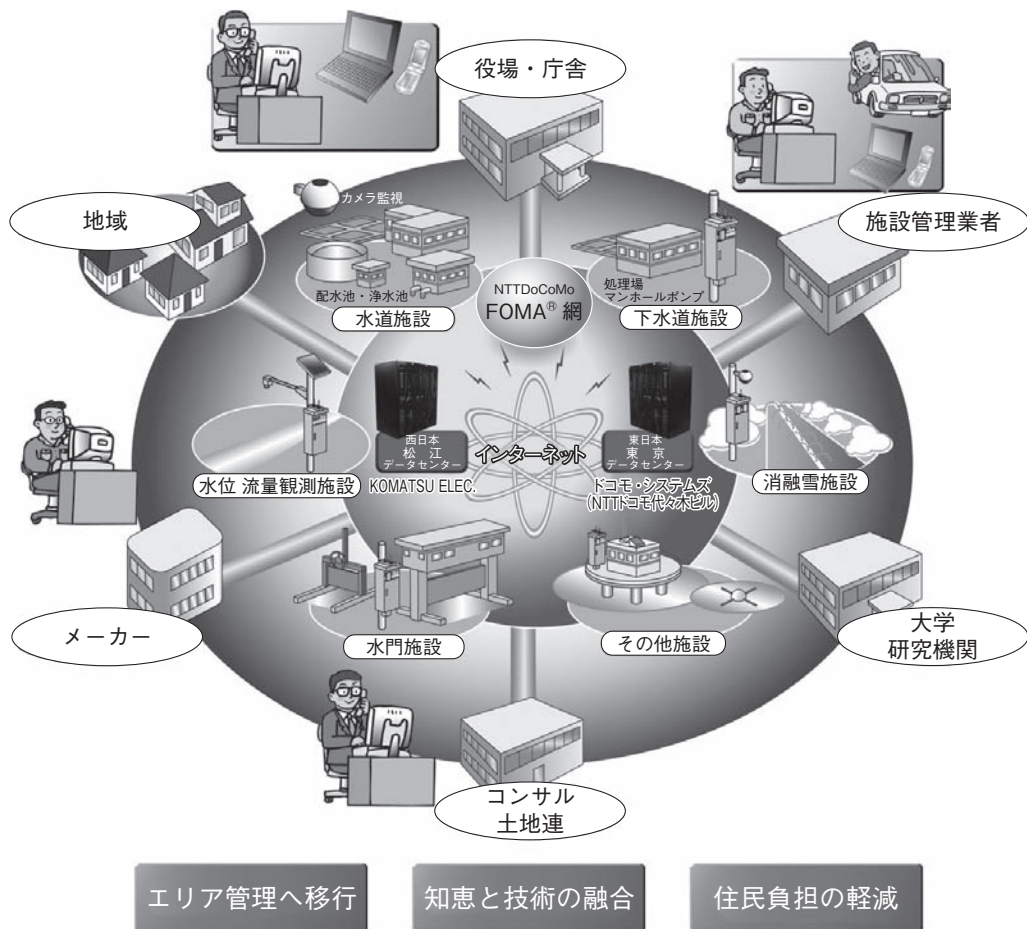 役場・庁舎
地域
カメラ監視
施設管理業者
配水池・浄水池
水道施設
NTTDoCoMo
FOMA® 網
処理場
マンホールポンプ
下水道施設
西日本
松江
データセンター
KOMATSU ELEC.
インターネット
東日本
東京
データセンター
ドコモ・システムズ
(NTTドコモ代々木ビル)
水位 流量観測施設
消融雪施設
メーカー
水門施設
その他施設
大学
研究機関
コンサル
土地連
エリア管理へ移行
知恵と技術の融合
住民負担の軽減